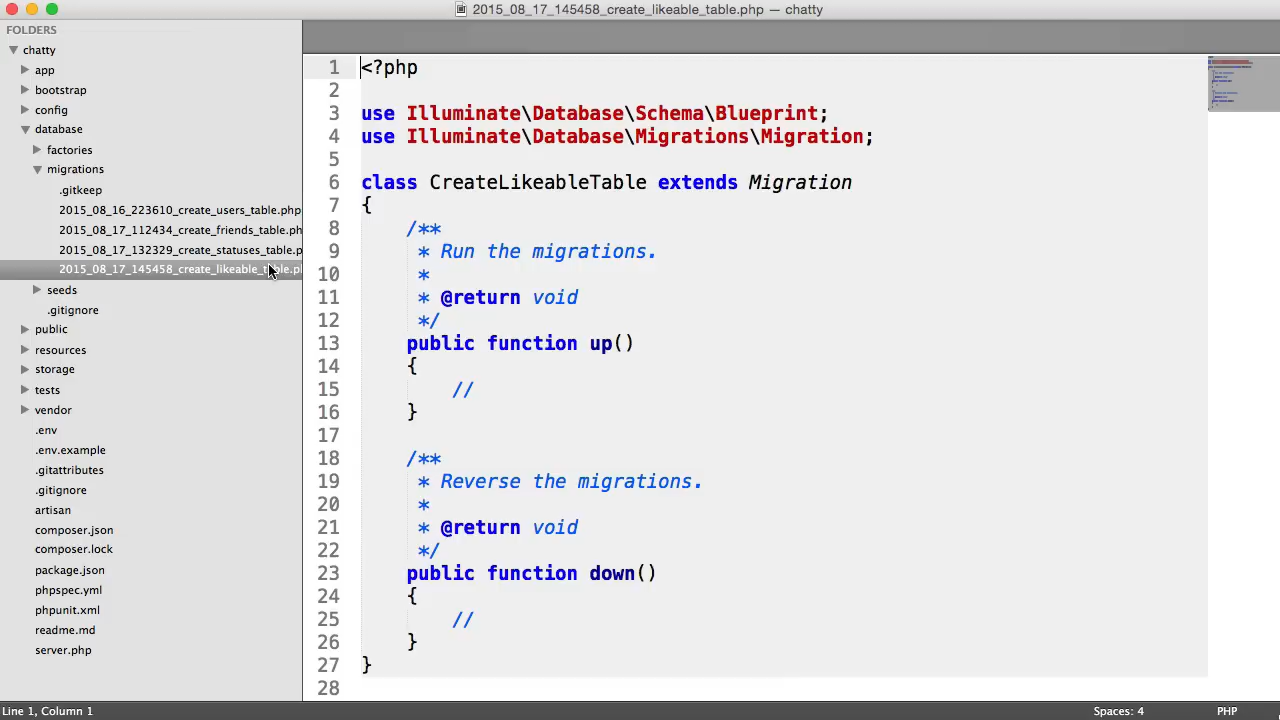 2015_08_17_145458_create_likeable_table.php — chatty
FOLDERS
chatty
app
bootstrap
config
database
factories
migrations
.gitkeep
2015_08_16_223610_create_users_table.php
2015_08_17_112434_create_friends_table.ph
2015_08_17_132329_create_statuses_table.p
2015_08_17_145458_create_likeable_table.p
seeds
.gitignore
public
resources
storage
tests
vendor
.env
.env.example
.gitattributes
.gitignore
artisan
composer.json
composer.lock
package.json
phpspec.yml
phpunit.xml
readme.md
server.php
1 <?php
2
3 use Illuminate\Database\Schema\Blueprint;
4 use Illuminate\Database\Migrations\Migration;
5
6 class CreateLikeableTable extends Migration
7 {
8 /**
9 * Run the migrations.
10 *
11 * @return void
12 */
13 public function up()
14 {
15 //
16 }
17
18 /**
19 * Reverse the migrations.
20 *
21 * @return void
22 */
23 public function down()
24 {
25 //
26 }
27 }
28
Line 1, Column 1
Spaces: 4
PHP